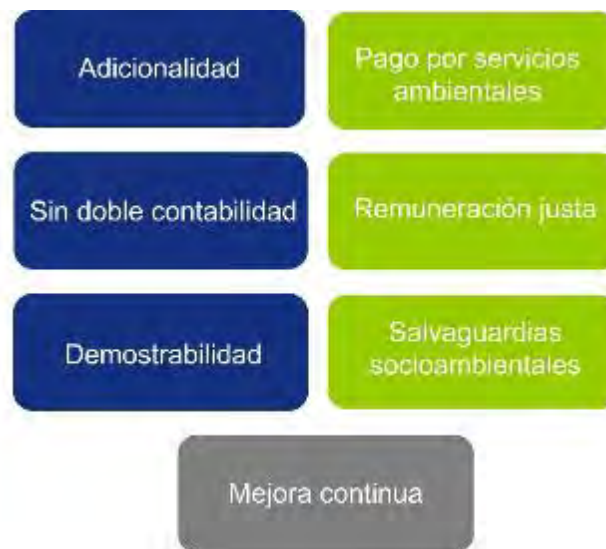 Adicionalidad
Pago por servicios
ambientales
Sin doble contabilidad
Remuneración justa
Demostrabilidad
Salvaguardias
socioambientales
Mejora continua